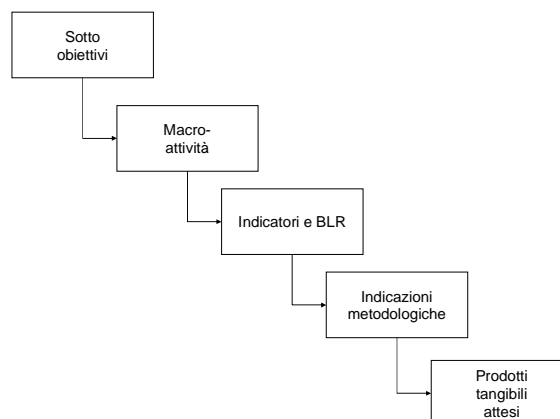 Sotto
obiettivi
Macro-
attività
Indicatori e BLR
Indicazioni
metodologiche
Prodotti
tangibili
attesi